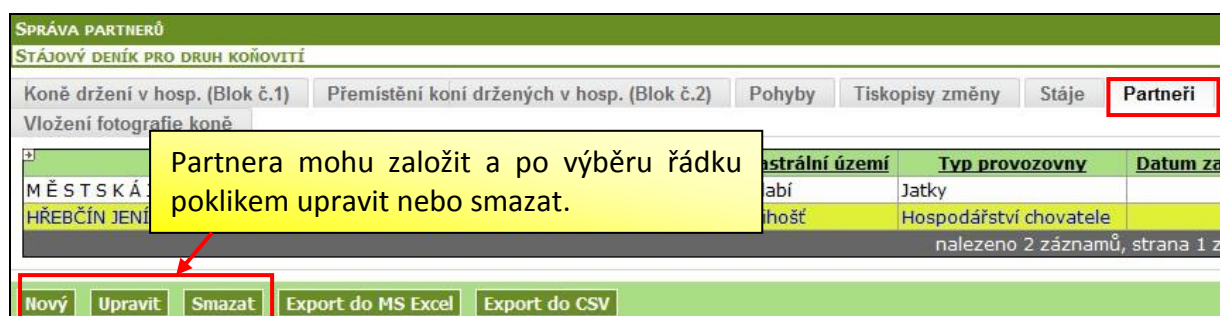 SPRÁVA PARTNERŮ
STÁJOVÝ DENÍK PRO DRUH KOŇOVITÍ
Koně držení v hosp. (Blok č.1) Přemístění koní držených v hosp. (Blok č.2) Pohyby Tiskopisy změny Stáje Partneři
Vložení fotografie koně
Partnera mohu založit a po výběru řádku
poklikem upravit nebo smazat.
astrální území Typ provozovny Datum za
MĚSTSKÁ abí Jatky
HŘEBČÍN JENÍ ihošť Hospodářství chovatele
nalezeno 2 záznamů, strana 1 z
Nový Upravit Smazat Export do MS Excel Export do CSV